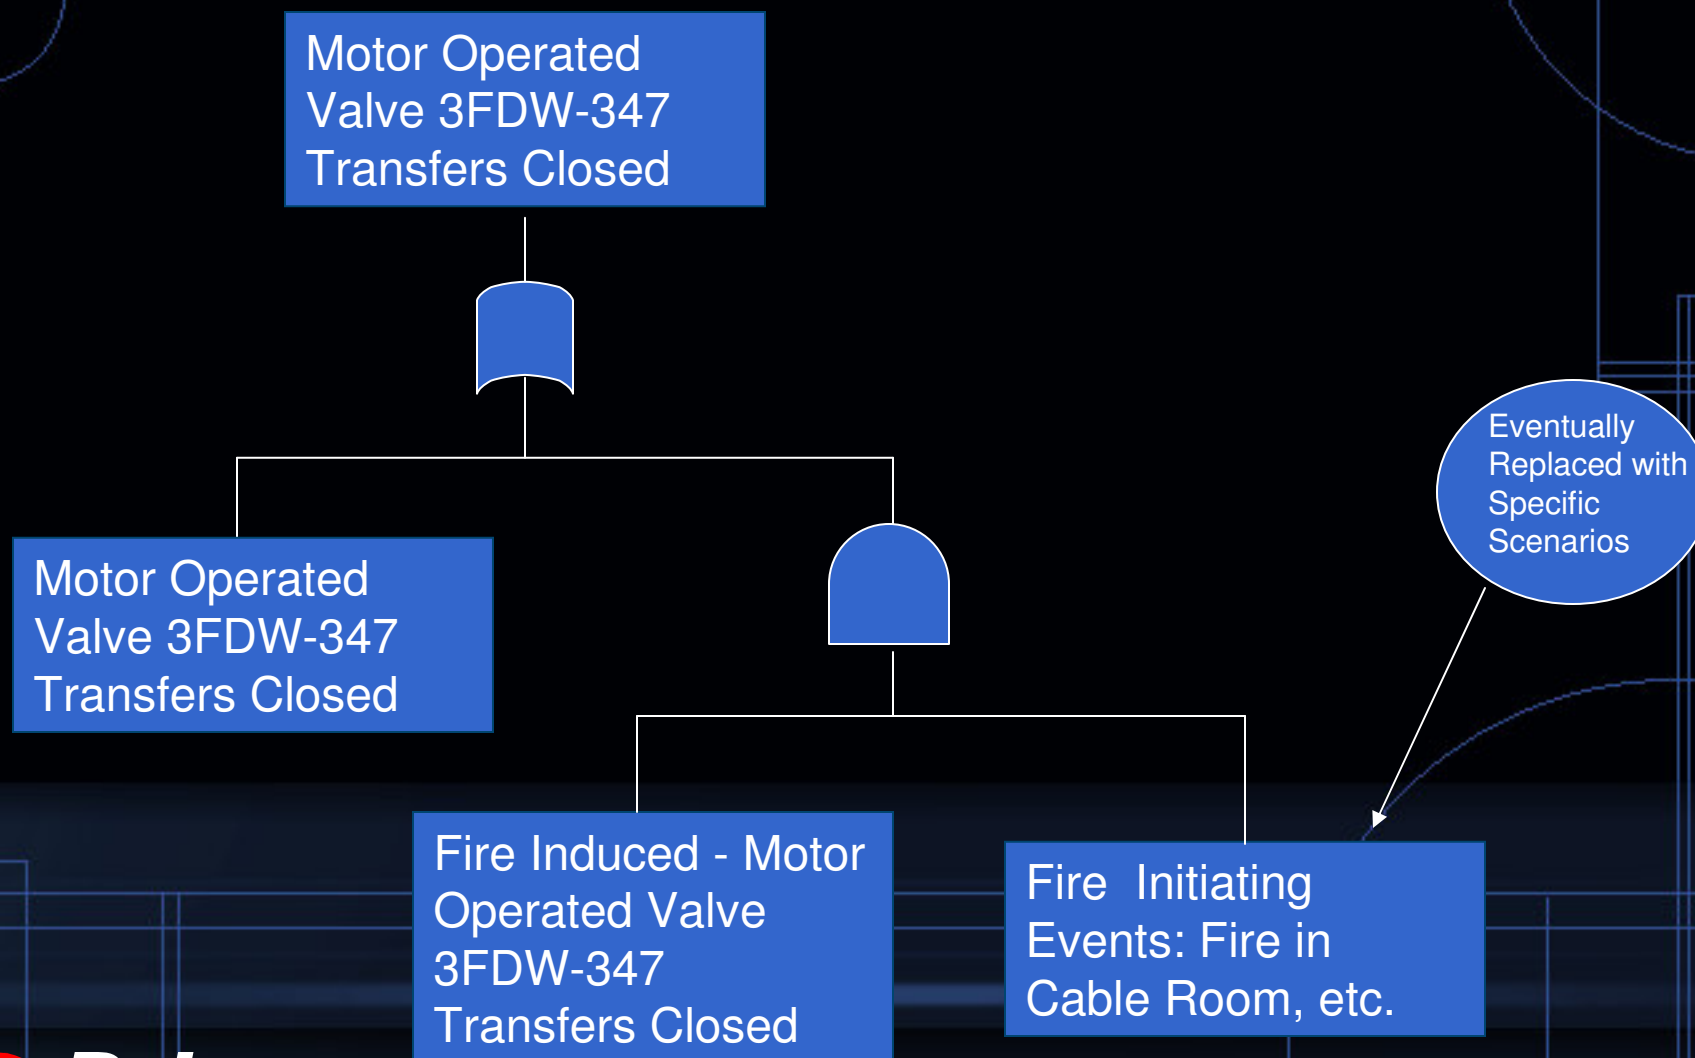 Motor Operated
Valve 3FDW-347
Transfers Closed
Eventually
Replaced with
Specific
Scenarios
Motor Operated
Valve 3FDW-347
Transfers Closed
Fire Induced - Motor
Operated Valve
3FDW-347
Transfers Closed
Fire  Initiating
Events: Fire in
Cable Room, etc.